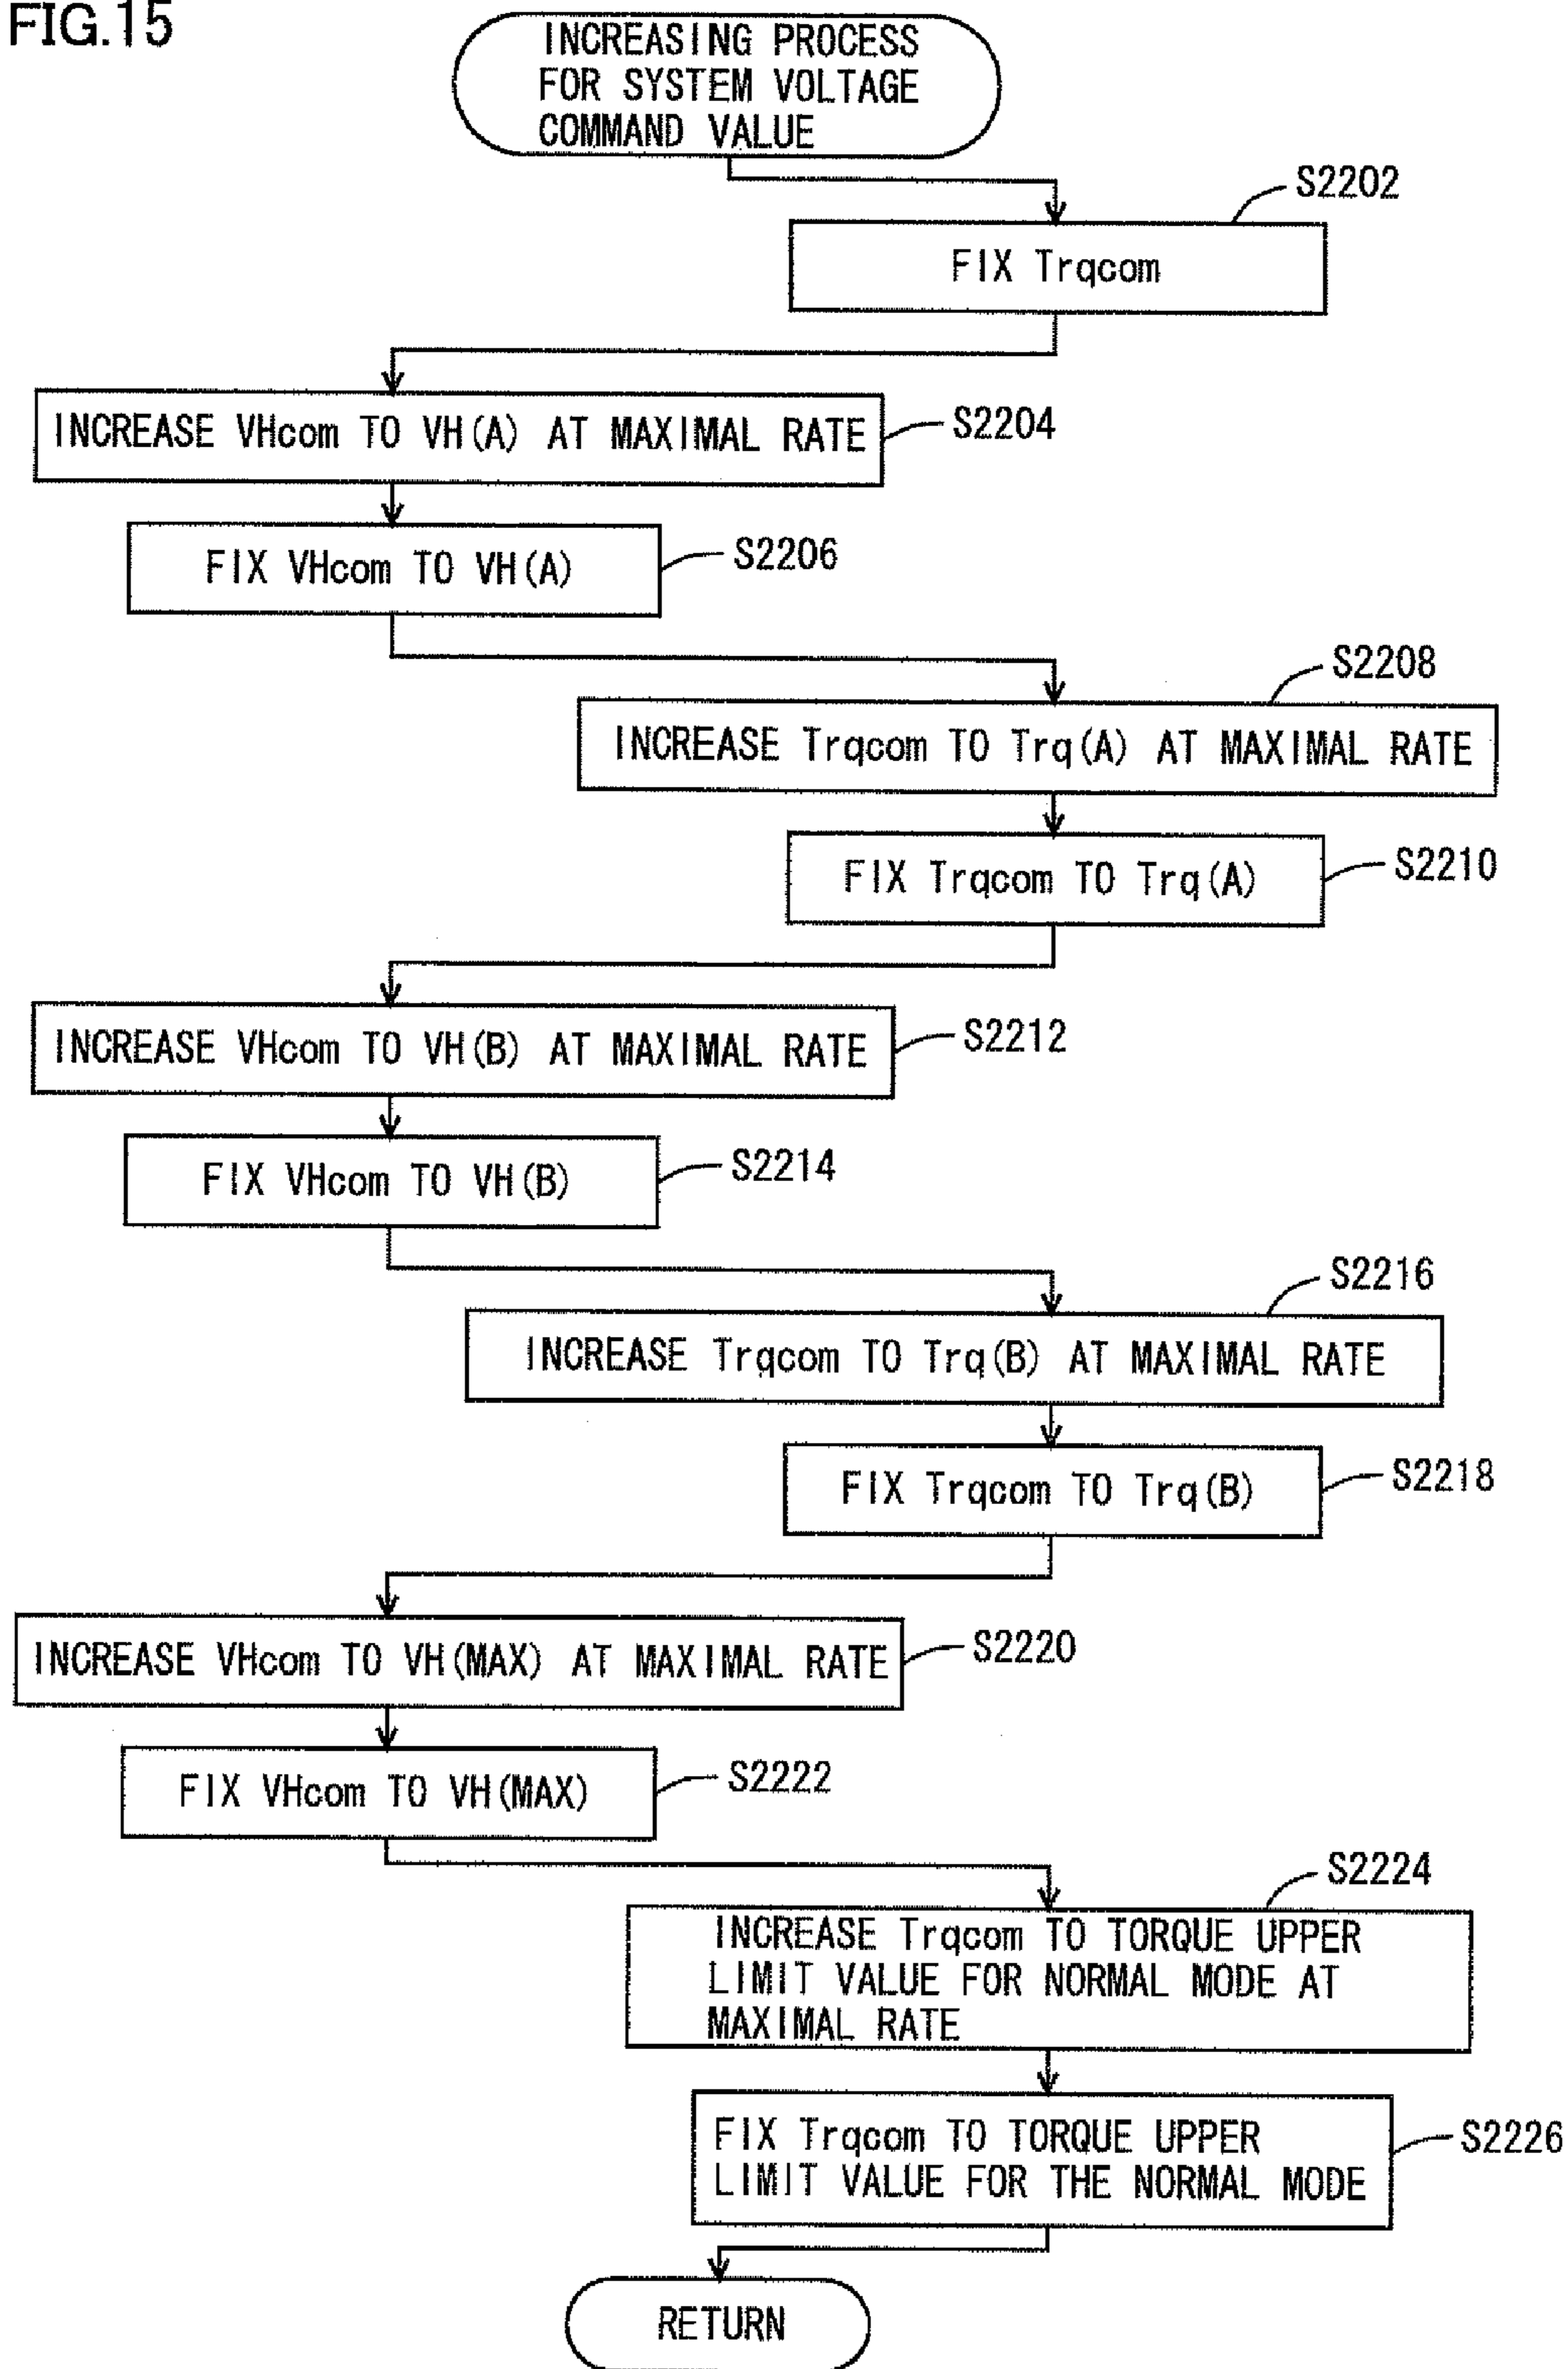 FIG.15
INCREASING PROCESS
FOR SYSTEM VOLTAGE
COMMAND VALUE
S2202
FIX Trqcom
INCREASE VHcom TO VH(A) AT MAXIMAL RATE
S2204
FIX VHcom TO VH(A)
S2206
S2208
INCREASE Trqcom TO Trq(A) AT MAXIMAL RATE
FIX Trqcom TO Trq(A)
S2210
INCREASE VHcom TO VH(B) AT MAXIMAL RATE
S2212
FIX VHcom TO VH(B)
S2214
S2216
INCREASE Trqcom TO Trq(B) AT MAXIMAL RATE
FIX Trqcom TO Trq(B)
S2218
INCREASE VHcom TO VH(MAX) AT MAXIMAL RATE
S2220
FIX VHcom TO VH(MAX)
S2222
S2224
INCREASE Trqcom TO TORQUE UPPER
LIMIT VALUE FOR NORMAL MODE AT
MAXIMAL RATE
FIX Trqcom TO TORQUE UPPER
LIMIT VALUE FOR THE NORMAL MODE
S2226
RETURN